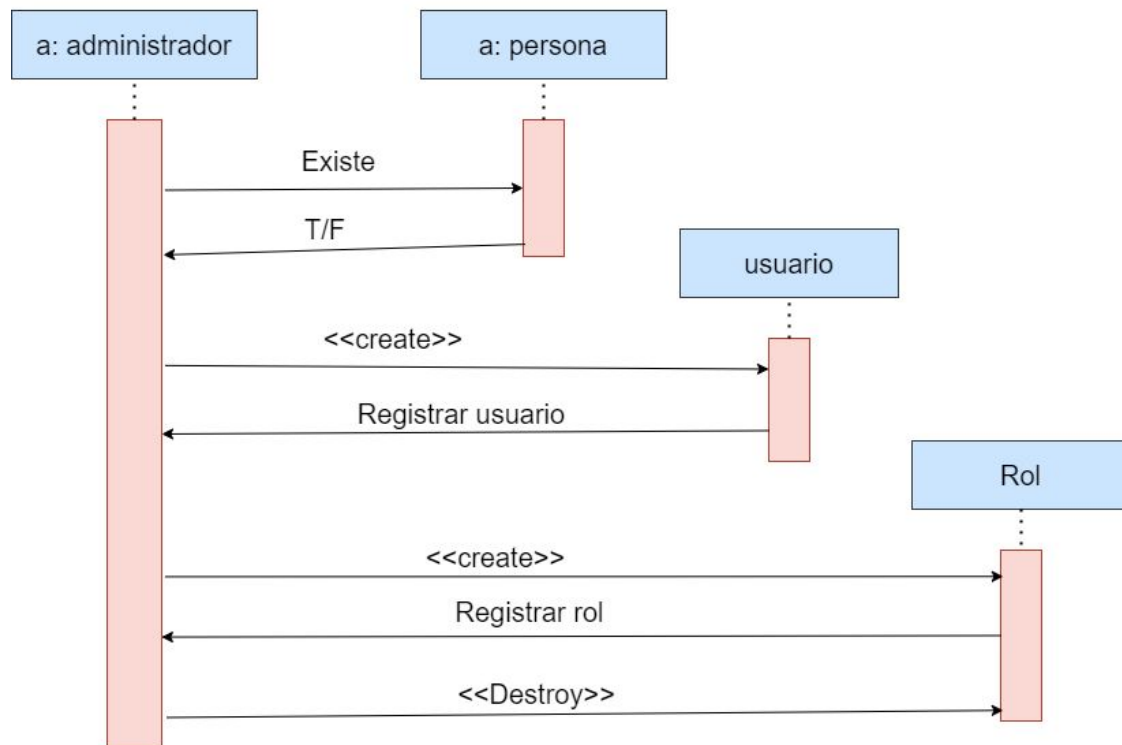 a: administrador
a: persona
Existe
T/F
usuario
<<create>>
Registrar usuario
Rol
<<create>>
Registrar rol
<<Destroy>>